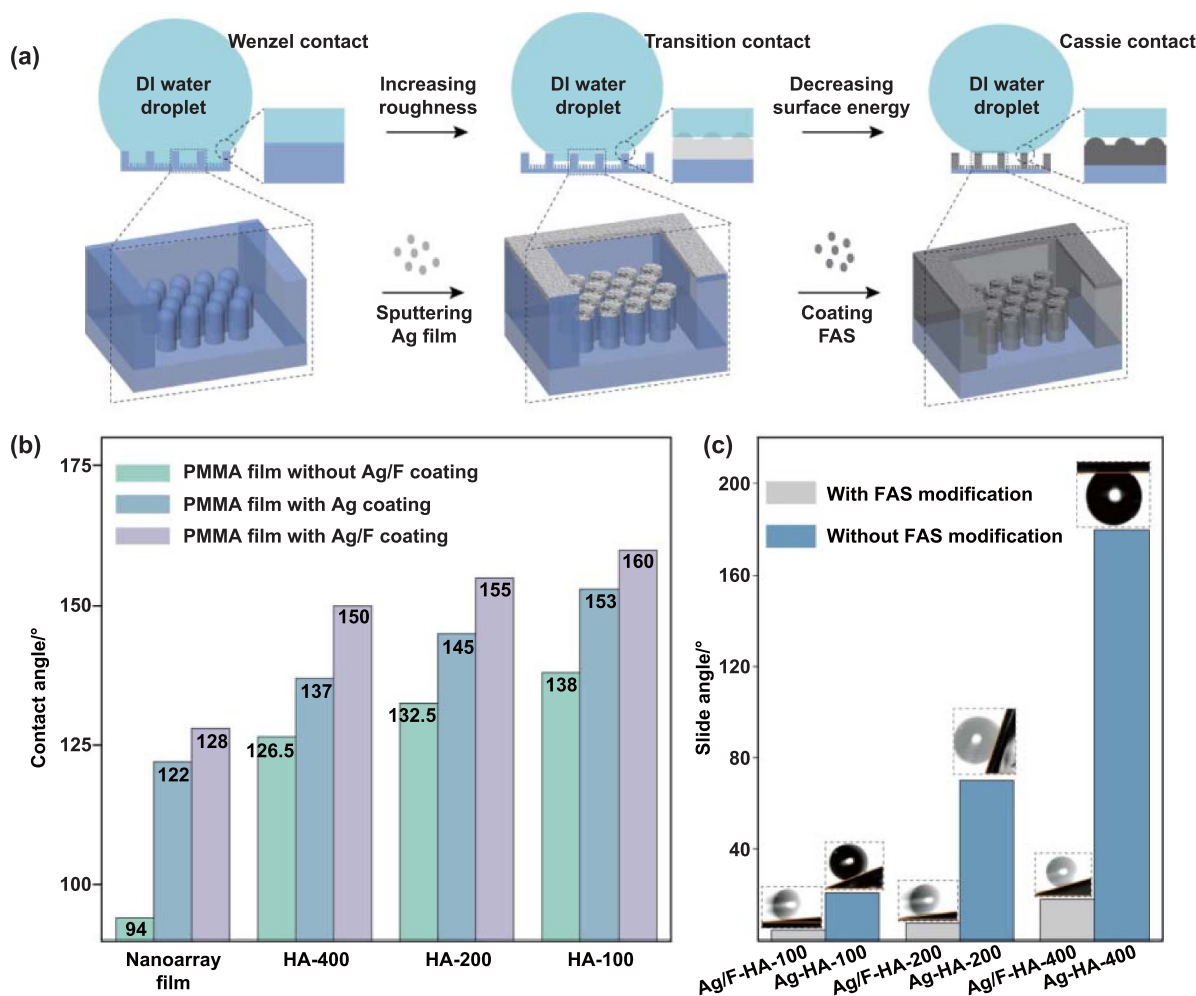 (a)
Wenzel contact
Transition contact
Cassie contact
DI water
droplet
Increasing
roughness
DI water
droplet
Decreasing
surface energy
DI water
droplet
Sputtering
Ag film
Coating
FAS
(b)
175
150
125
100
Contact angle/°
PMMA film without Ag/F coating
PMMA film with Ag coating
PMMA film with Ag/F coating
94
122
128
126.5
137
150
132.5
145
155
138
153
160
Nanoarray
film
HA-400
HA-200
HA-100
(c)
200
160
120
80
40
Slide angle/°
With FAS modification
Without FAS modification
Ag/F-HA-100
Ag-HA-100
Ag/F-HA-200
Ag-HA-200
Ag/F-HA-400
Ag-HA-400